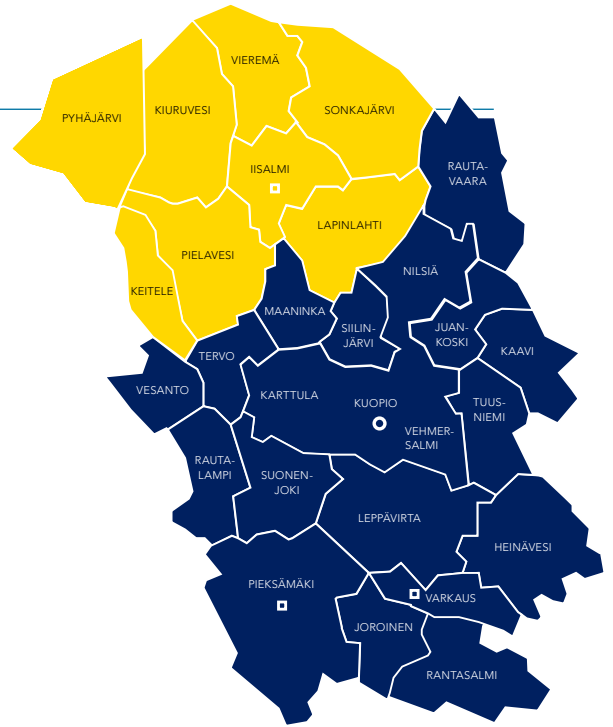 VIEREMÄ
PYHÄJÄRVI
KIURUVESI
SONKAJÄRVI
IISALMI
RAUTA-
VAARA
LAPINLAHTI
PIELAVESI
NILSIÄ
KEITELE
MAANINKA
SIILIN-
JÄRVI
JUAN-
KOSKI
KAAVI
TERVO
VESANTO
KARTTULA
KUOPIO
TUUS-
NIEMI
VEHMER-
SALMI
RAUTA-
LAMPI
SUONEN-
JOKI
LEPPÄVIRTA
HEINÄVESI
PIEKSÄMÄKI
VARKAUS
JOROINEN
RANTASALMI